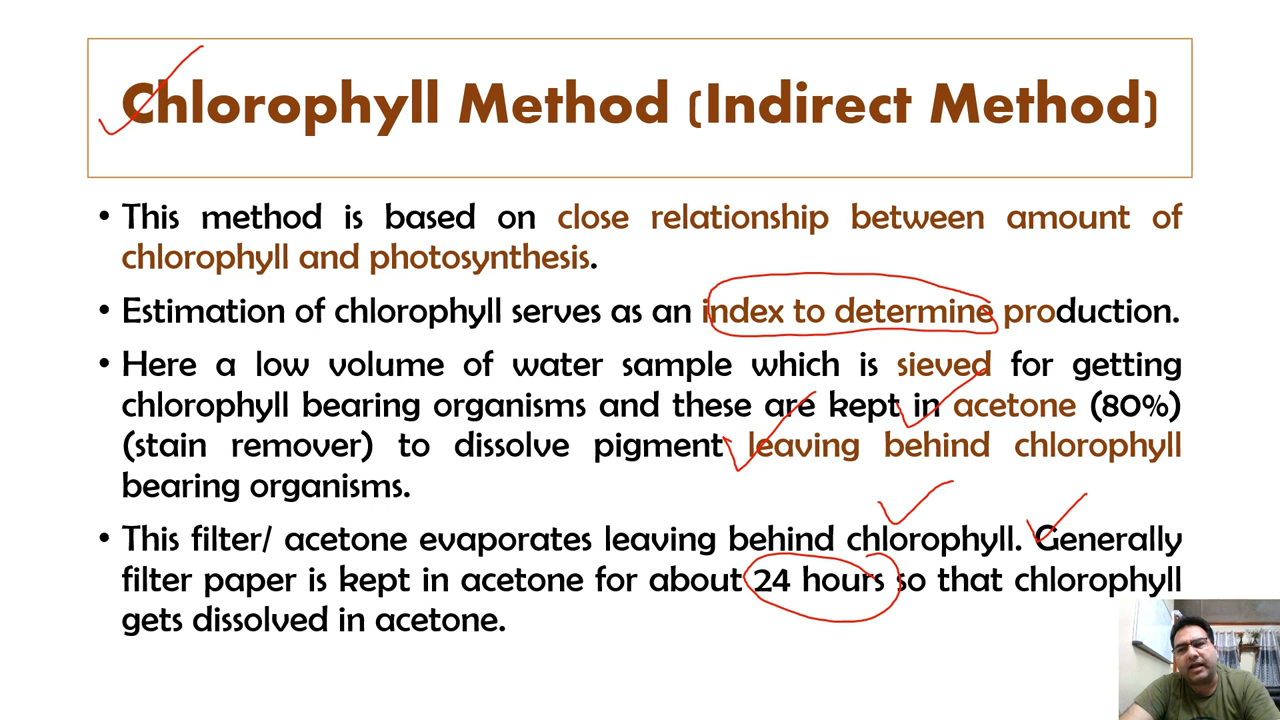 Chlorophyll Method (Indirect Method)
• This method is based on close relationship between amount of
chlorophyll and photosynthesis.
• Estimation of chlorophyll serves as an index to determine production.
• Here a low volume of water sample which is sieved for getting
chlorophyll bearing organisms and these are kept in acetone (80%)
(stain remover) to dissolve pigment leaving behind chlorophyll
bearing organisms.
• This filter/ acetone evaporates leaving behind chlorophyll. Generally
filter paper is kept in acetone for about 24 hours so that chlorophyll
gets dissolved in acetone.